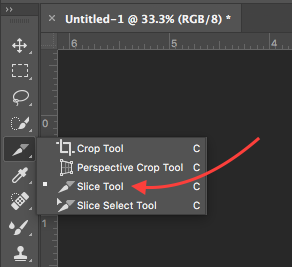 >>
× Untitled-1 @ 33.3% (RGB/8) *
6 5 4
0
Crop Tool C
Perspective Crop Tool C
Slice Tool C
Slice Select Tool C
1